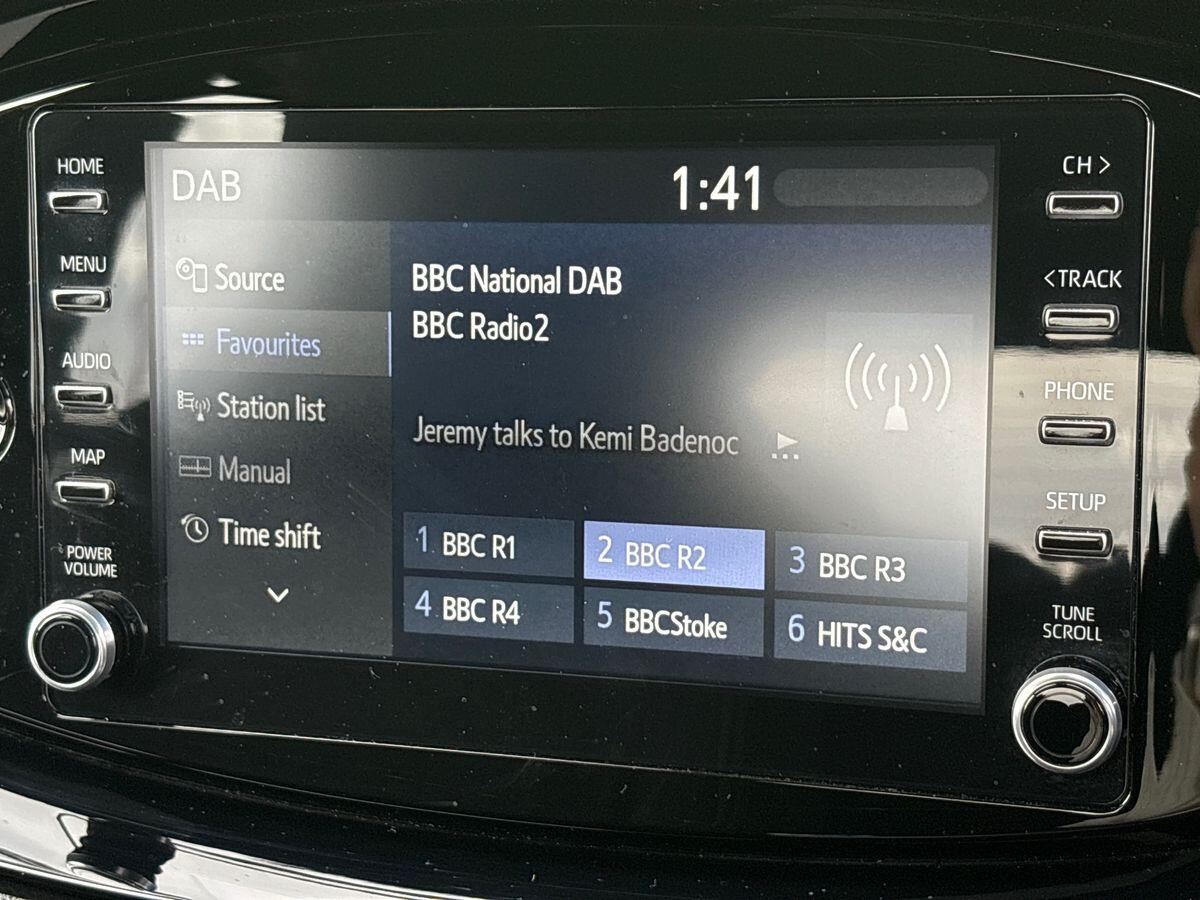 HOME
MENU
AUDIO
MAP
POWER
VOLUME
DAB
1:41
Source
Favourites
Station list
Manual
Time shift
BBC National DAB
BBC Radio2
Jeremy talks to Kemi Badenoc
1 BBC R1
2 BBC R2
3 BBC R3
4 BBC R4
5 BBCStoke
6 HITS S&C
CH >
< TRACK
PHONE
SETUP
TUNE
SCROLL